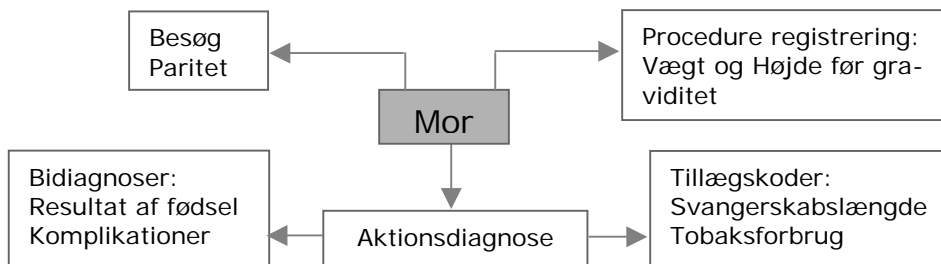 Besøg
Paritet
Procedure registrering:
Vægt og Højde før gra-
viditet
Mor
Bidiagnoser:
Resultat af fødsel
Komplikationer
Aktionsdiagnose
Tillægskoder:
Svangerskabslængde
Tobaksforbrug